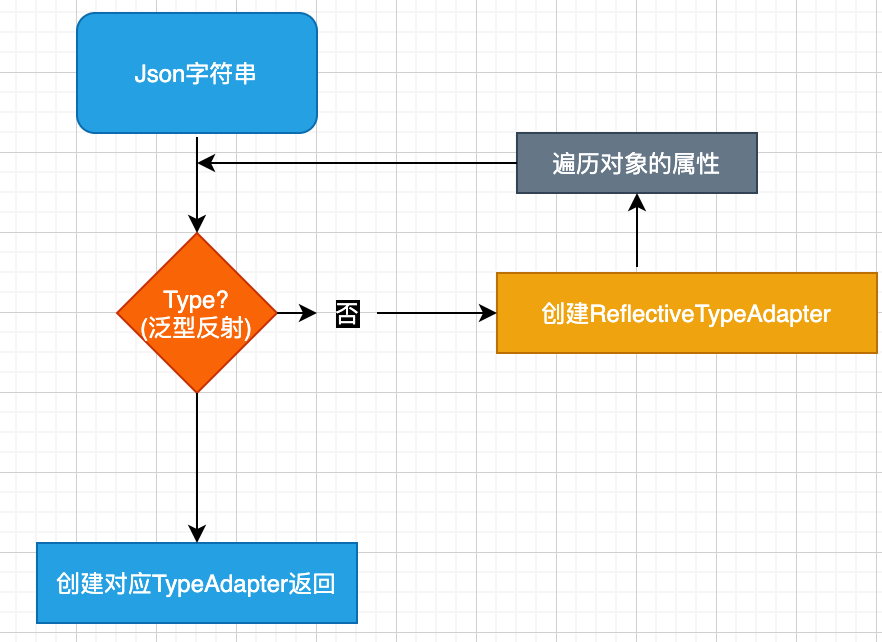 Json字符串
遍历对象的属性
Type?
(泛型反射)
否
创建ReflectiveTypeAdapter
创建对应TypeAdapter返回